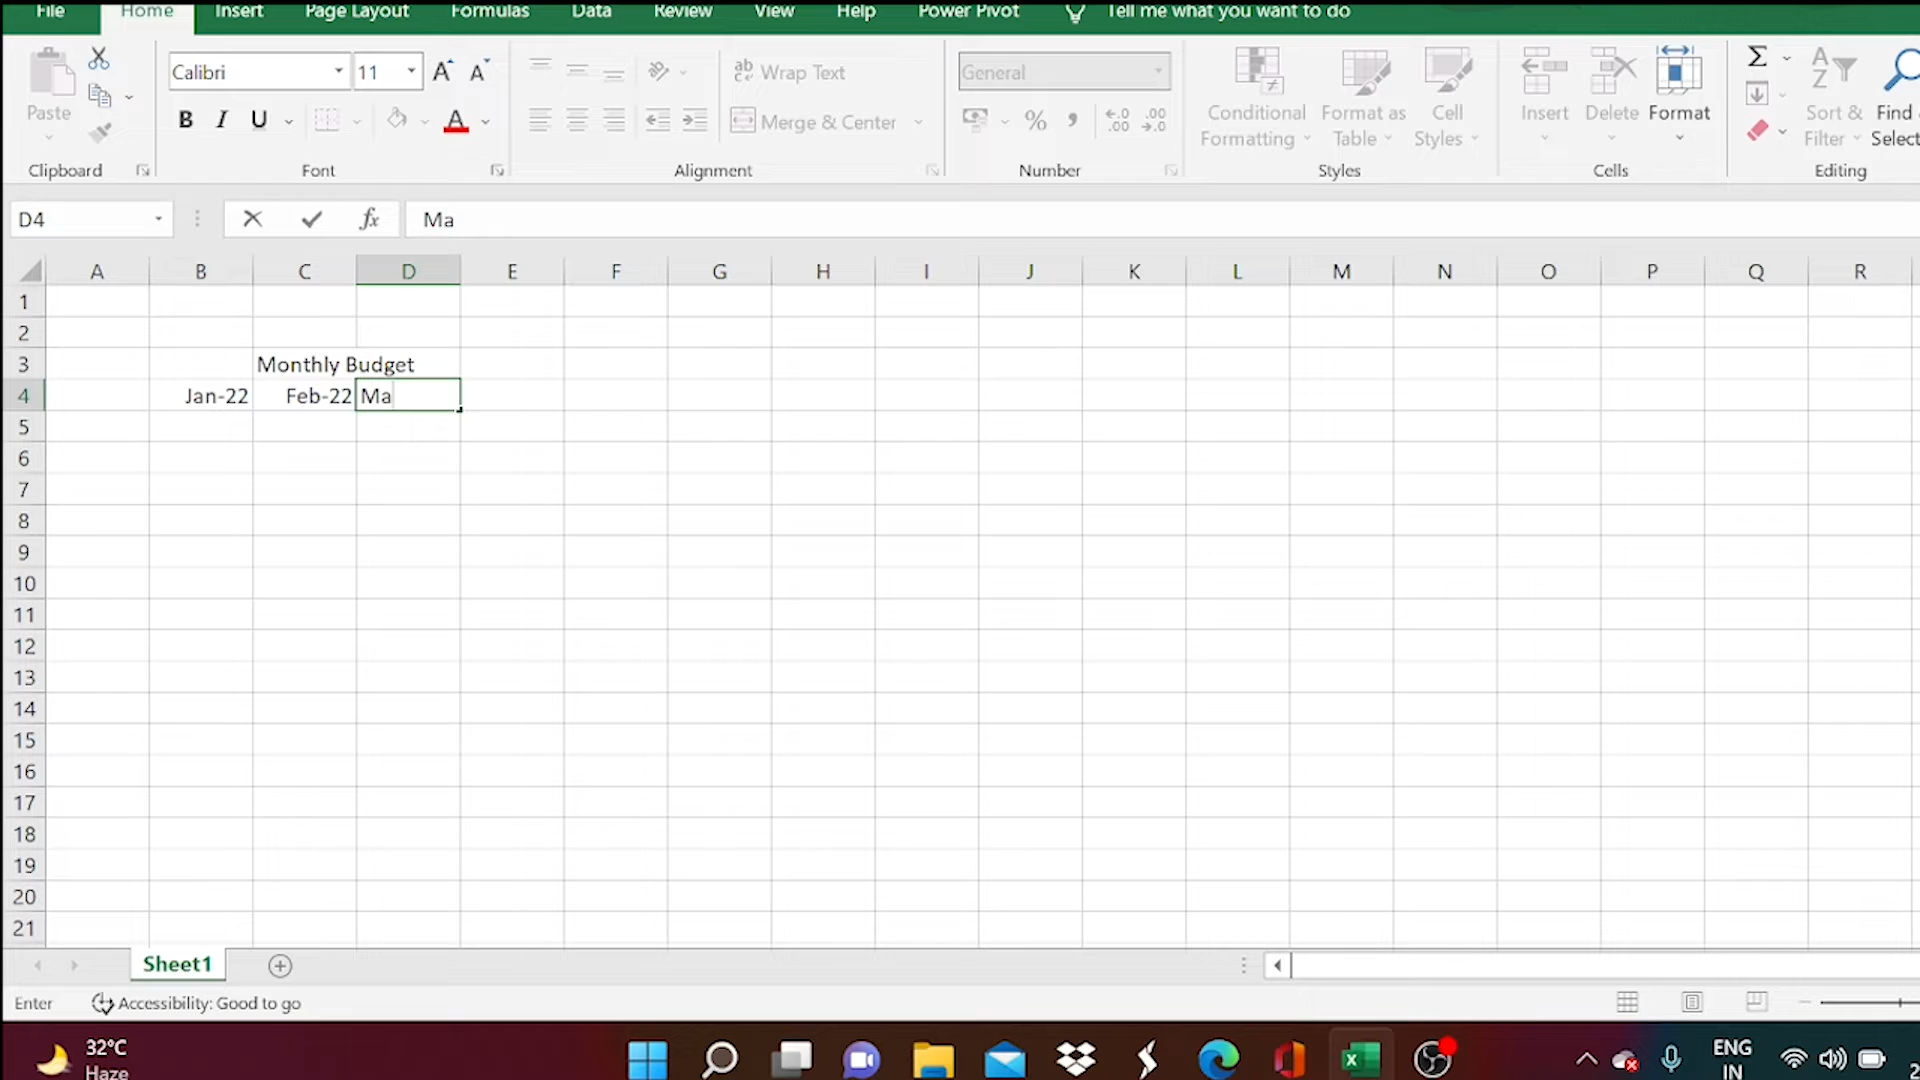 File Home Insert Page Layout Formulas Data Review View Help Power Pivot Tell me what you want to do
Paste
Clipboard
Calibri 11
B I U
Font
Wrap Text
Merge & Center
Alignment
General
Number
Conditional Formatting
Format as Table
Cell Styles
Styles
Insert Delete Format
Cells
Sort & Filter
Find
Select
Editing
D4 fx Ma
A B C D E F G H I J K L M N O P Q R
1
2
3 Monthly Budget
4 Jan-22 Feb-22 Ma
5
6
7
8
9
10
11
12
13
14
15
16
17
18
19
20
21
Sheet1
Enter Accessibility: Good to go
32°C
Haze
ENG
IN